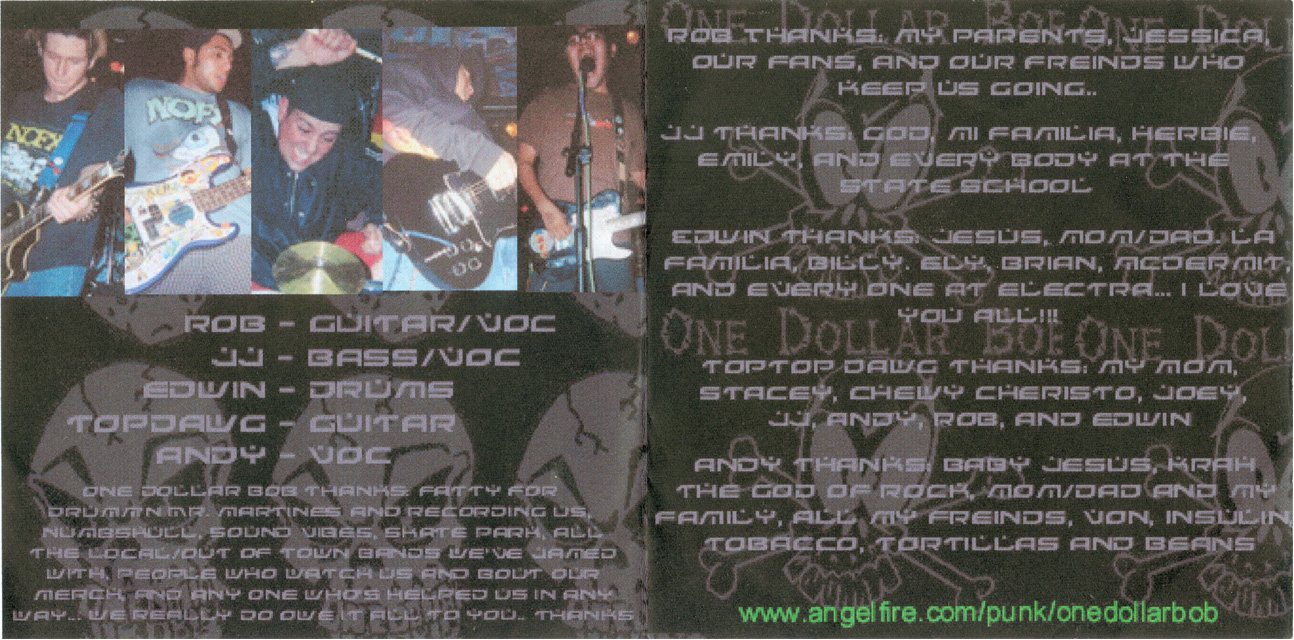 NOFX
NOFX
ROB - GUITAR/VOC
JJ - BASS/VOC
EDWIN - DRUMS
TOPDAWG - GUITAR
ANDY - VOC
ONE DOLLAR BOB THANKS: FATTY FOR
DRUMM'N MR. MARTINES AND RECORDING US,
NUMBSKULL, SOUND VIBES, SKATE PARK, ALL
THE LOCAL/OUT OF TOWN BANDS WE'VE JAMED
WITH, PEOPLE WHO WATCH US AND BOUT OUR
MERCH, AND ANY ONE WHO'S HELPED US IN ANY
WAY... WE REALLY DO OWE IT ALL TO YOU.. THANKS
ONE DOLLAR BOB ONE DOLL
ROB THANKS: MY PARENTS, JESSICA,
OUR FANS, AND OUR FREINDS WHO
KEEP US GOING..
JJ THANKS: GOD, MI FAMILIA, HERBIE,
EMILY, AND EVERY BODY AT THE
STATE SCHOOL
EDWIN THANKS: JESUS, MOM/DAD. LA
FAMILIA, BILLY. ELY, BRIAN, MCDERMIT,
AND EVERY ONE AT ELECTRA... I LOVE
YOU ALL!!!
ONE DOLLAR BOB ONE DOLL
TOPTOP DAWG THANKS: MY MOM,
STACEY, CHEWY CHERISTO, JOEY,
JJ, ANDY, ROB, AND EDWIN
ANDY THANKS: BABY JESUS, KRAH
THE GOD OF ROCK, MOM/DAD AND MY
FAMILY, ALL MY FREINDS, VON, INSULIN,
TOBACCO, TORTILLAS AND BEANS
www.angelfire.com/punk/onedollarbob